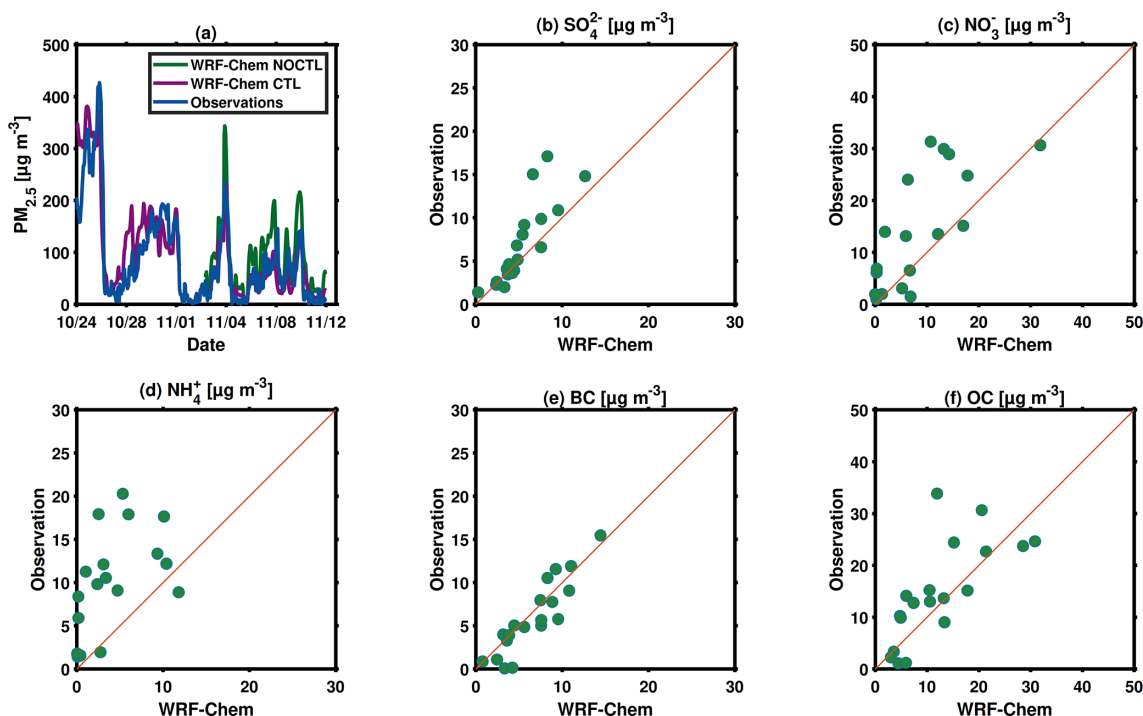 (a)
PM2.5 [µg m-3]
500
400
300
200
100
0
WRF-Chem NOCTL
WRF-Chem CTL
Observations
10/24 10/28 11/01 11/04 11/08 11/12
Date
(b) SO₄²⁻ [µg m-3]
Observation
30
25
20
15
10
5
0
0 10 20 30
WRF-Chem
(c) NO₃⁻ [µg m-3]
Observation
50
40
30
20
10
0
0 10 20 30 40 50
WRF-Chem
(d) NH₄⁺ [µg m-3]
Observation
30
25
20
15
10
5
0
0 10 20 30
WRF-Chem
(e) BC [µg m-3]
Observation
30
25
20
15
10
5
0
0 10 20 30
WRF-Chem
(f) OC [µg m-3]
Observation
50
40
30
20
10
0
0 10 20 30 40 50
WRF-Chem